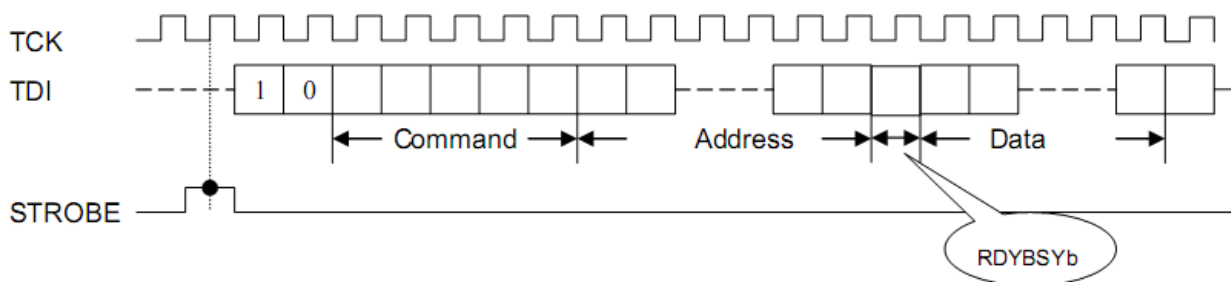 TCK
TDI
1 0
Command
Address
Data
STROBE
RDYBSYb